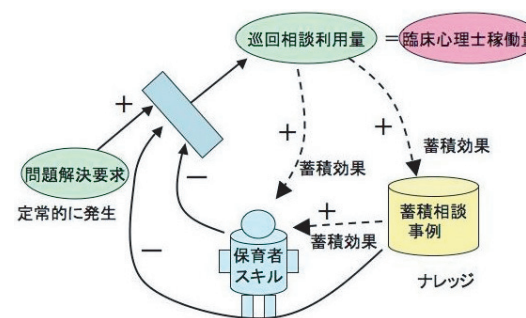 巡回相談利用量
=
臨床心理士稼働量
+
+
+
蓄積効果
蓄積効果
問題解決要求
定常的に発生
−
−
+
蓄積効果
保育者
スキル
蓄積相談
事例
ナレッジ